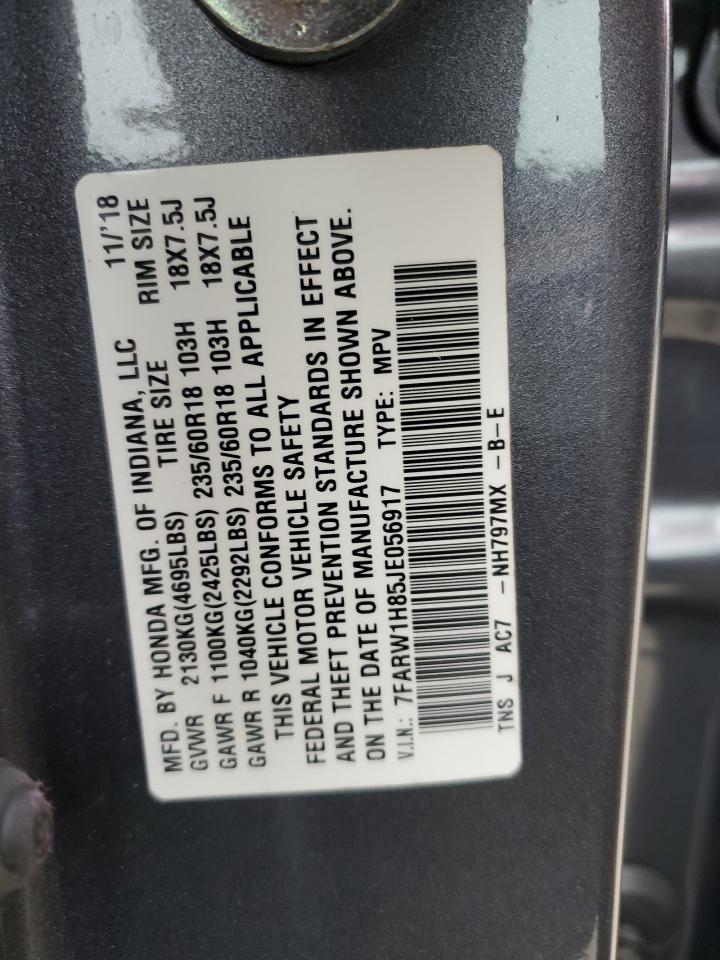 MFD. BY HONDA MFG. OF INDIANA, LLC 11/'18
GVWR 2130KG(4695LBS) TIRE SIZE RIM SIZE
GAWR F 1100KG(2425LBS) 235/60R18 103H 18X7.5J
GAWR R 1040KG(2292LBS) 235/60R18 103H 18X7.5J
THIS VEHICLE CONFORMS TO ALL APPLICABLE
FEDERAL MOTOR VEHICLE SAFETY
AND THEFT PREVENTION STANDARDS IN EFFECT
ON THE DATE OF MANUFACTURE SHOWN ABOVE.
V.I.N.: 7FARW1H85JE056917 TYPE: MPV
TNS J AC7 -NH797MX -B-E